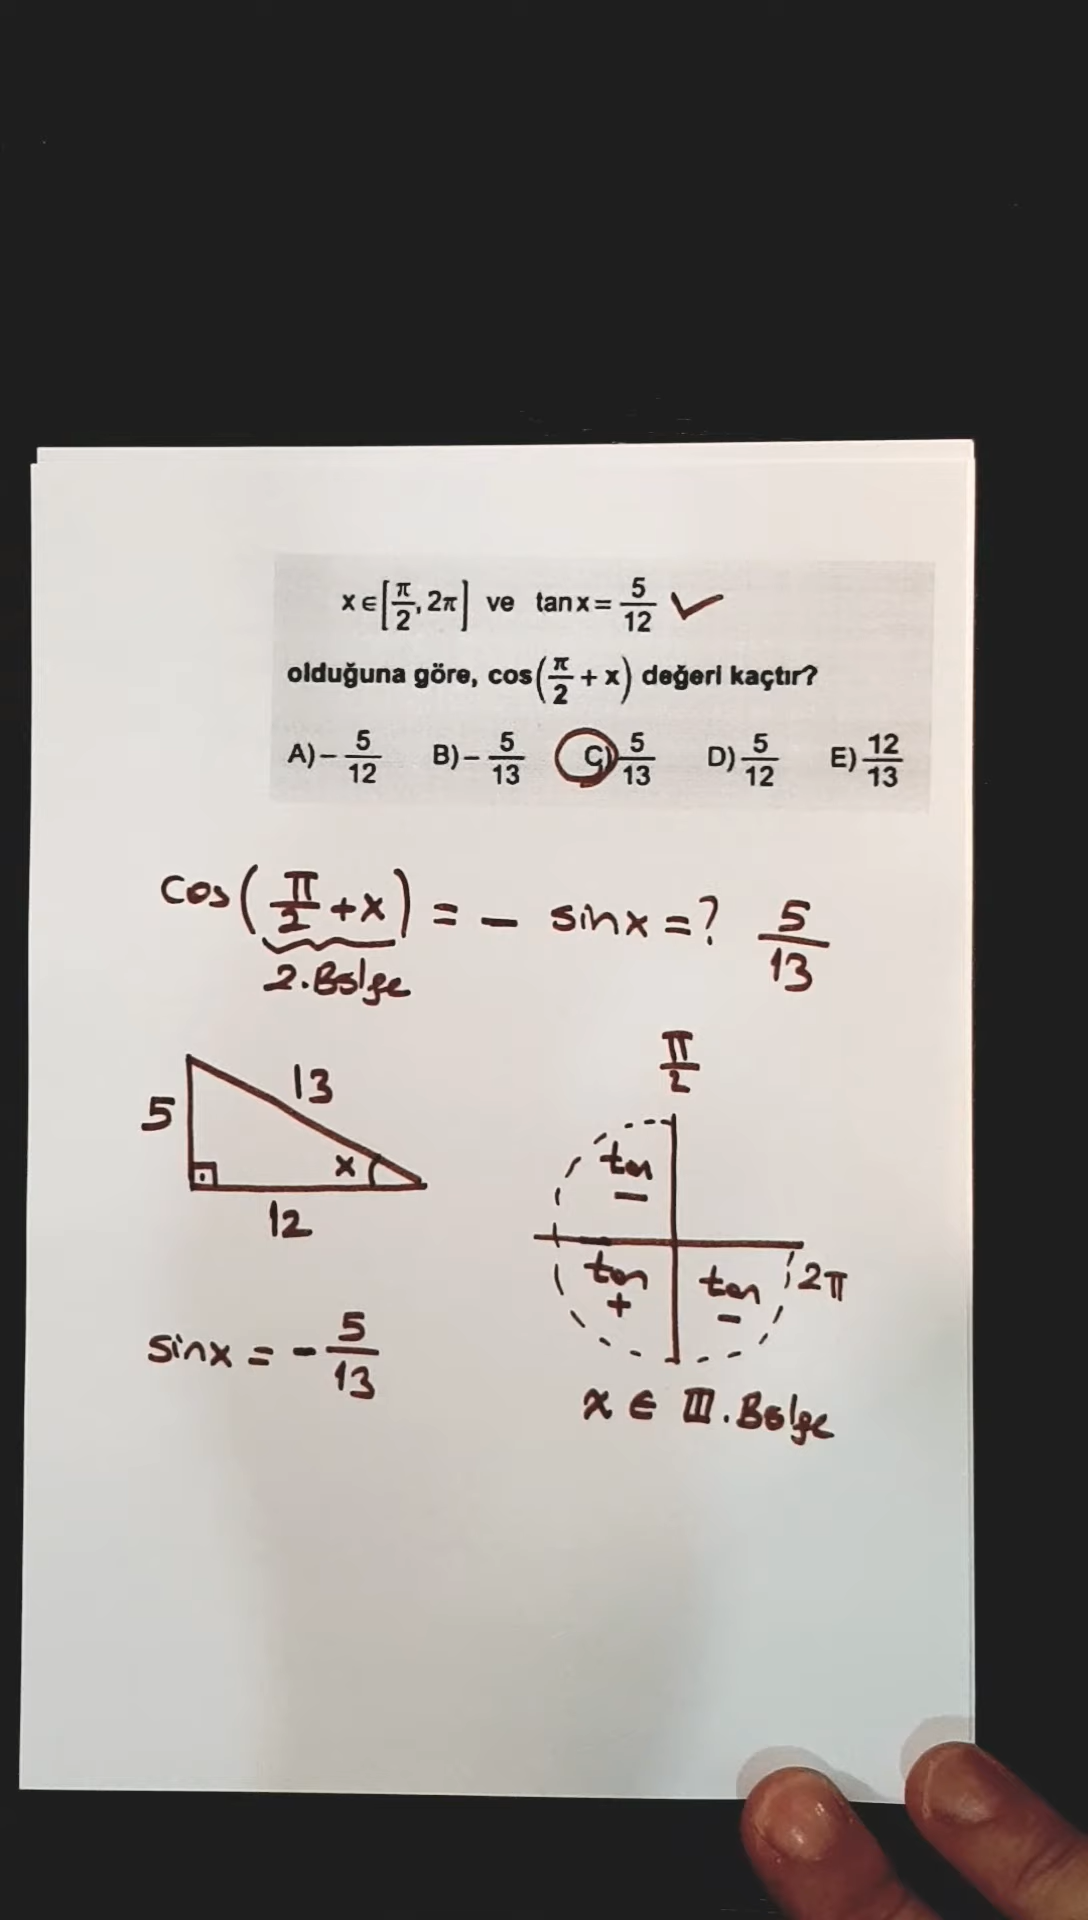 x∈[π/2, 2π] ve tan x = 5/12 ✓
olduğuna göre, cos(π/2 + x) değeri kaçtır?
A) -5/12 B) -5/13 C) 5/13 D) 5/12 E) 12/13
cos(π/2 + x) = - sinx = ? 5/13
2. Bölge
π/2
13
5
x
12
tan
-
tan
+
tan
-
2π
sinx = -5/13
x ∈ III. Bölge